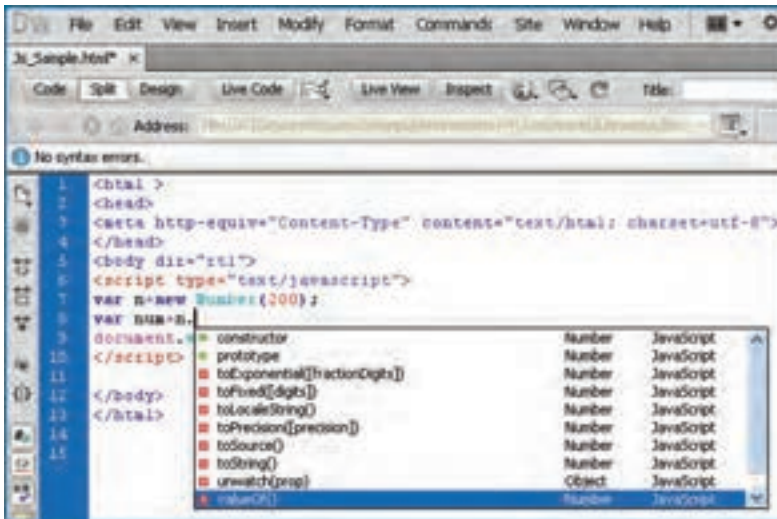 DW File Edit View Insert Modify Format Commands Site Window Help
Js_Sample.html* ×
Code Split Design Live Code Live View Inspect Title:
Address:
No syntax errors.
1 <html >
2 <head>
3 <meta http-equiv="Content-Type" content="text/html; charset=utf-8">
4 </head>
5 <body dir="rtl">
6 <script type="text/javascript">
7 var n=new Number(200);
8 var num=n.
9 document.
10 </script>
11
12 </body>
13 </html>
14
15
constructor Number JavaScript
prototype Number JavaScript
toExponential([fractionDigits]) Number JavaScript
toFixed([digits]) Number JavaScript
toLocaleString() Number JavaScript
toPrecision([precision]) Number JavaScript
toSource() Number JavaScript
toString() Number JavaScript
unwatch(prop) Object JavaScript
valueOf() Number JavaScript